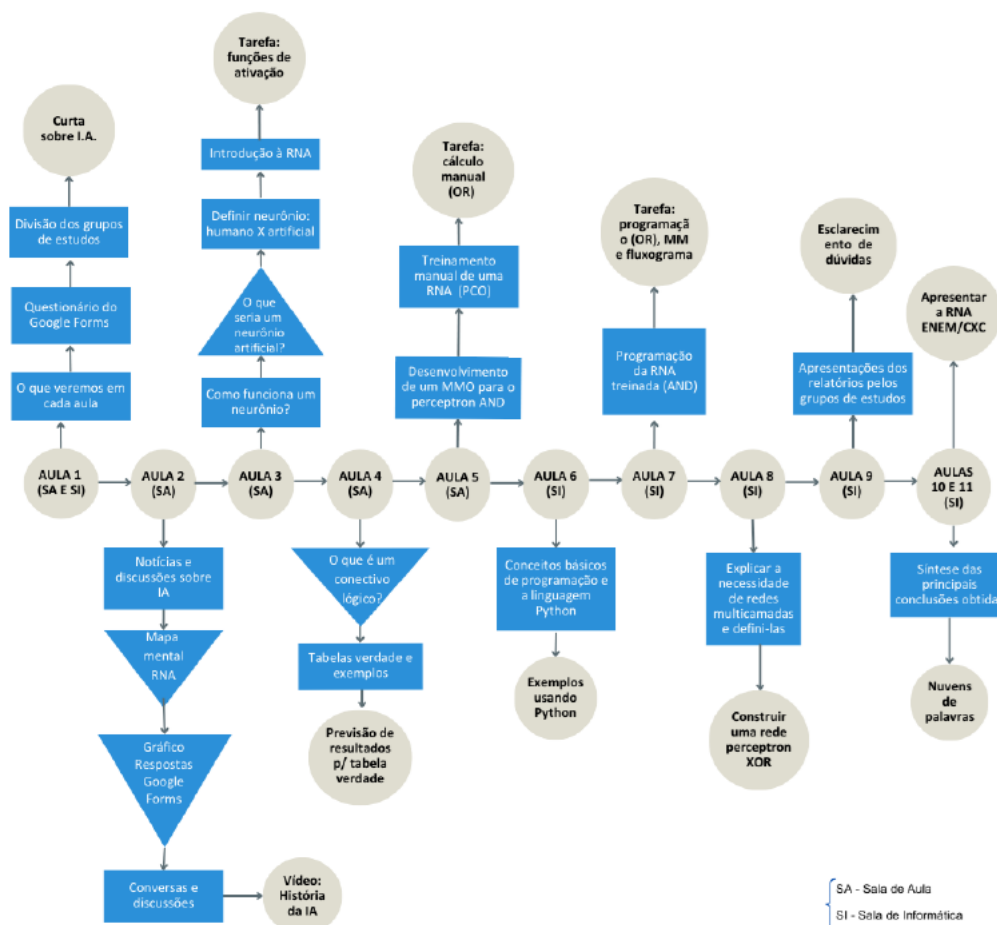 Tarefa:
funções de
ativação
Curta
sobre I.A.
Introdução à RNA
Tarefa:
cálculo
manual
(OR)
Divisão dos grupos
de estudos
Definir neurônio:
humano X artificial
Tarefa:
programaçã
o (OR), MM
e fluxograma
Esclarecim
ento de
dúvidas
Questionário do
Google Forms
O que
seria um
neurônio
artificial?
Treinamento
manual de uma
RNA (PCO)
Apresentar
a RNA
ENEM/CXC
O que veremos em
cada aula
Como funciona um
neurônio?
Desenvolvimento
de um MMO para o
perceptron AND
Programação
da RNA
treinada (AND)
Apresentações dos
relatórios pelos
grupos de estudos
AULA 1
(SA E SI)
AULA 2
(SA)
AULA 3
(SA)
AULA 4
(SA)
AULA 5
(SA)
AULA 6
(SI)
AULA 7
(SI)
AULA 8
(SI)
AULA 9
(SI)
AULAS
10 E 11
(SI)
Notícias e
discussões sobre
IA
O que é um
conectivo
lógico?
Conceitos básicos
de programação e
a linguagem
Python
Explicar a
necessidade
de redes
multicamadas
e defini-las
Síntese das
principais
conclusões obtida
Mapa
mental
RNA
Tabelas verdade e
exemplos
Exemplos
usando
Python
Nuvens
de
palavras
Gráfico
Respostas
Google
Forms
Previsão de
resultados
p/ tabela
verdade
Construir
uma rede
perceptron
XOR
Conversas e
discussões
Vídeo:
História
da IA
SA - Sala de Aula
SI - Sala de Informática